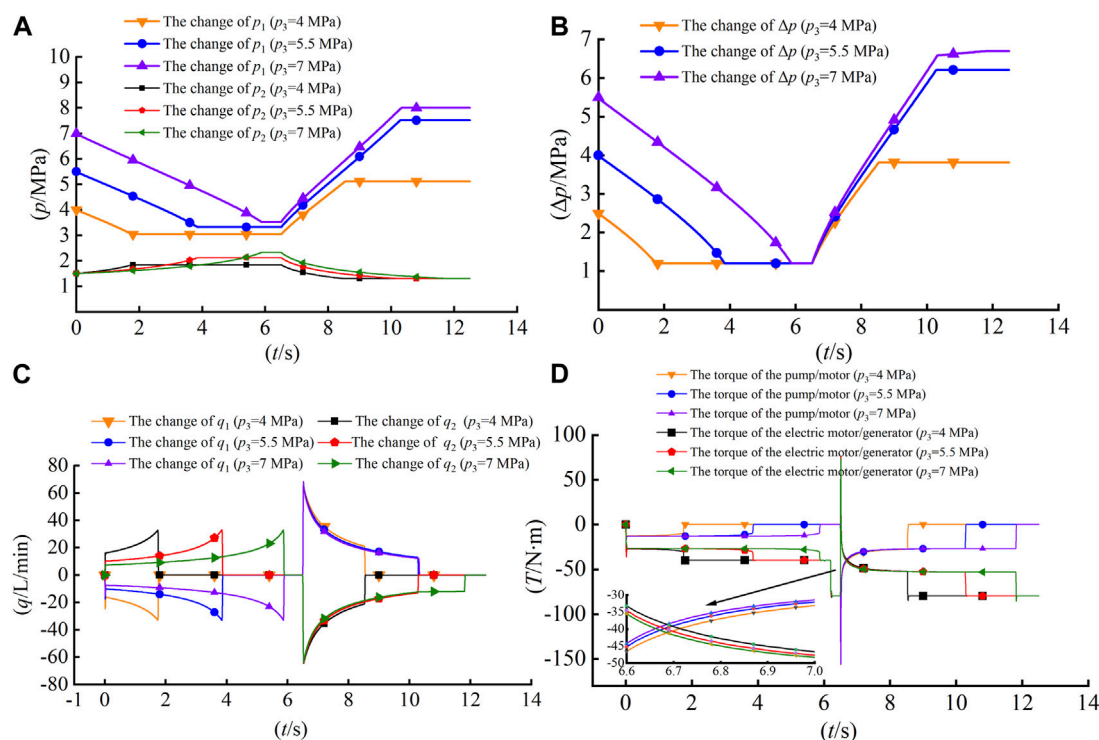 A
The change of p1 (p3=4 MPa)
The change of p1 (p3=5.5 MPa)
The change of p1 (p3=7 MPa)
The change of p2 (p3=4 MPa)
The change of p2 (p3=5.5 MPa)
The change of p2 (p3=7 MPa)
10
9
8
7
6
5
4
3
2
1
(p/MPa)
0 2 4 6 8 10 12 14
(t/s)
B
The change of Δp (p3=4 MPa)
The change of Δp (p3=5.5 MPa)
The change of Δp (p3=7 MPa)
7
6
5
4
3
2
1
(Δp/MPa)
0 2 4 6 8 10 12 14
(t/s)
C
The change of q1 (p3=4 MPa)
The change of q2 (p3=4 MPa)
The change of q1 (p3=5.5 MPa)
The change of q2 (p3=5.5 MPa)
The change of q1 (p3=7 MPa)
The change of q2 (p3=7 MPa)
80
60
40
20
0
-20
-40
-60
-80
(q/L/min)
-1 0 2 4 6 8 10 12 14
(t/s)
D
The torque of the pump/motor (p3=4 MPa)
The torque of the pump/motor (p3=5.5 MPa)
The torque of the pump/motor (p3=7 MPa)
The torque of the electric motor/generator (p3=4 MPa)
The torque of the electric motor/generator (p3=5.5 MPa)
The torque of the electric motor/generator (p3=7 MPa)
100
50
0
-50
-100
-150
(T/N·m)
-30
-35
-40
-45
-50
6.6 6.7 6.8 6.9 7.0
0 2 4 6 8 10 12 14
(t/s)